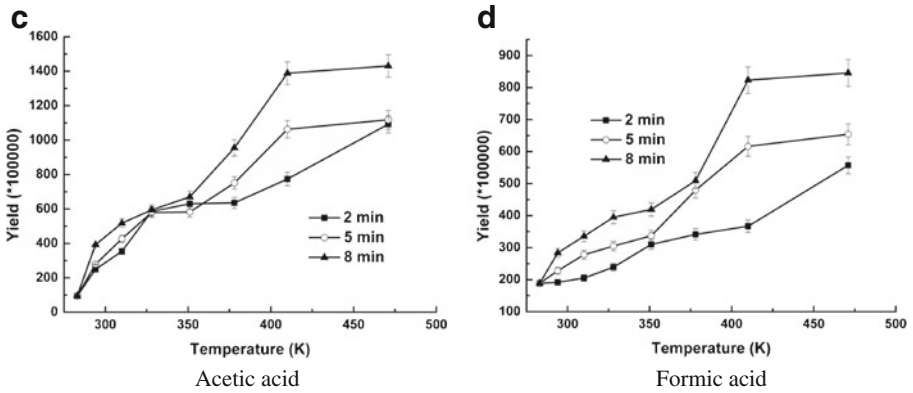 c
1600
1400
1200
1000
800
600
400
200
0
Yield (*100000)
2 min
5 min
8 min
300 350 400 450 500
Temperature (K)
Acetic acid
d
900
800
700
600
500
400
300
200
100
Yield (*100000)
2 min
5 min
8 min
300 350 400 450 500
Temperature (K)
Formic acid